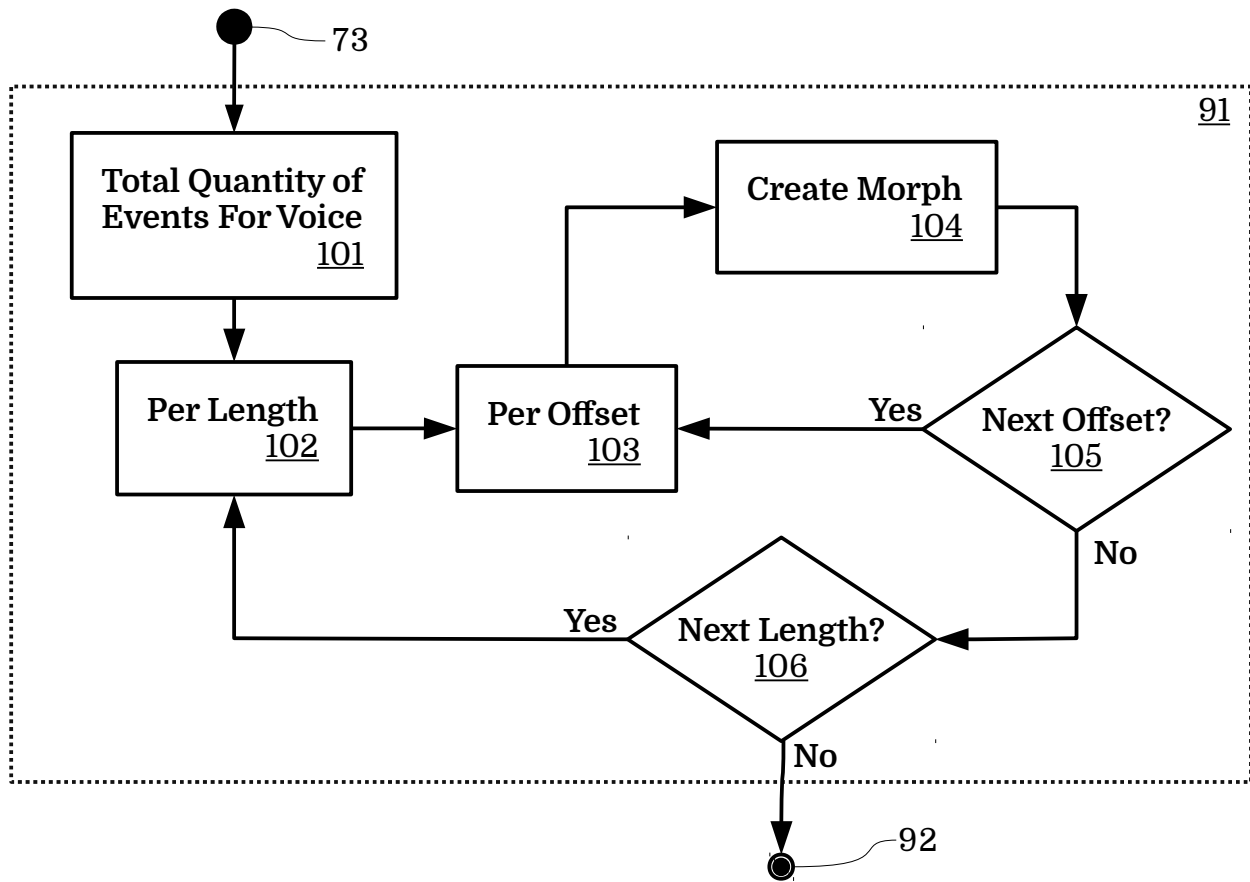 73
91
Total Quantity of
Events For Voice
101
Create Morph
104
Per Length
102
Per Offset
103
Yes
Next Offset?
105
No
Yes
Next Length?
106
No
92